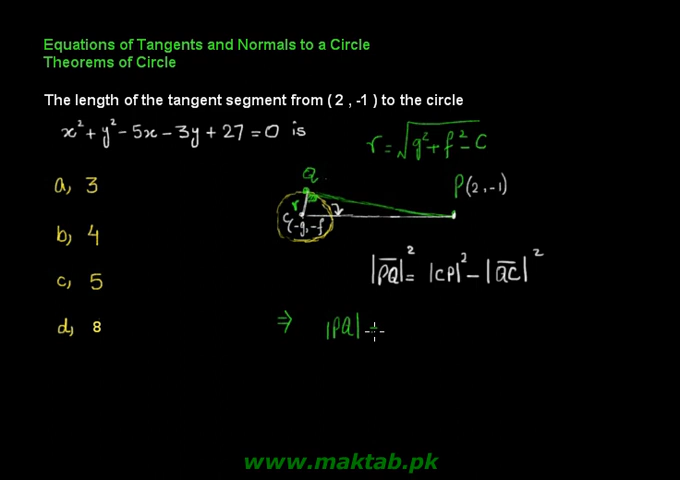 Equations of Tangents and Normals to a Circle
Theorems of Circle
The length of the tangent segment from ( 2 , -1 ) to the circle
x² + y² - 5x - 3y + 27 = 0 is
r = √(g² + f² - c)
a, 3
b, 4
c, 5
d, 8
Q
r
P(2,-1)
C(-g,-f
|PQ|² = |CP|² - |QC|²
⇒ |PQ| =
www.maktab.pk